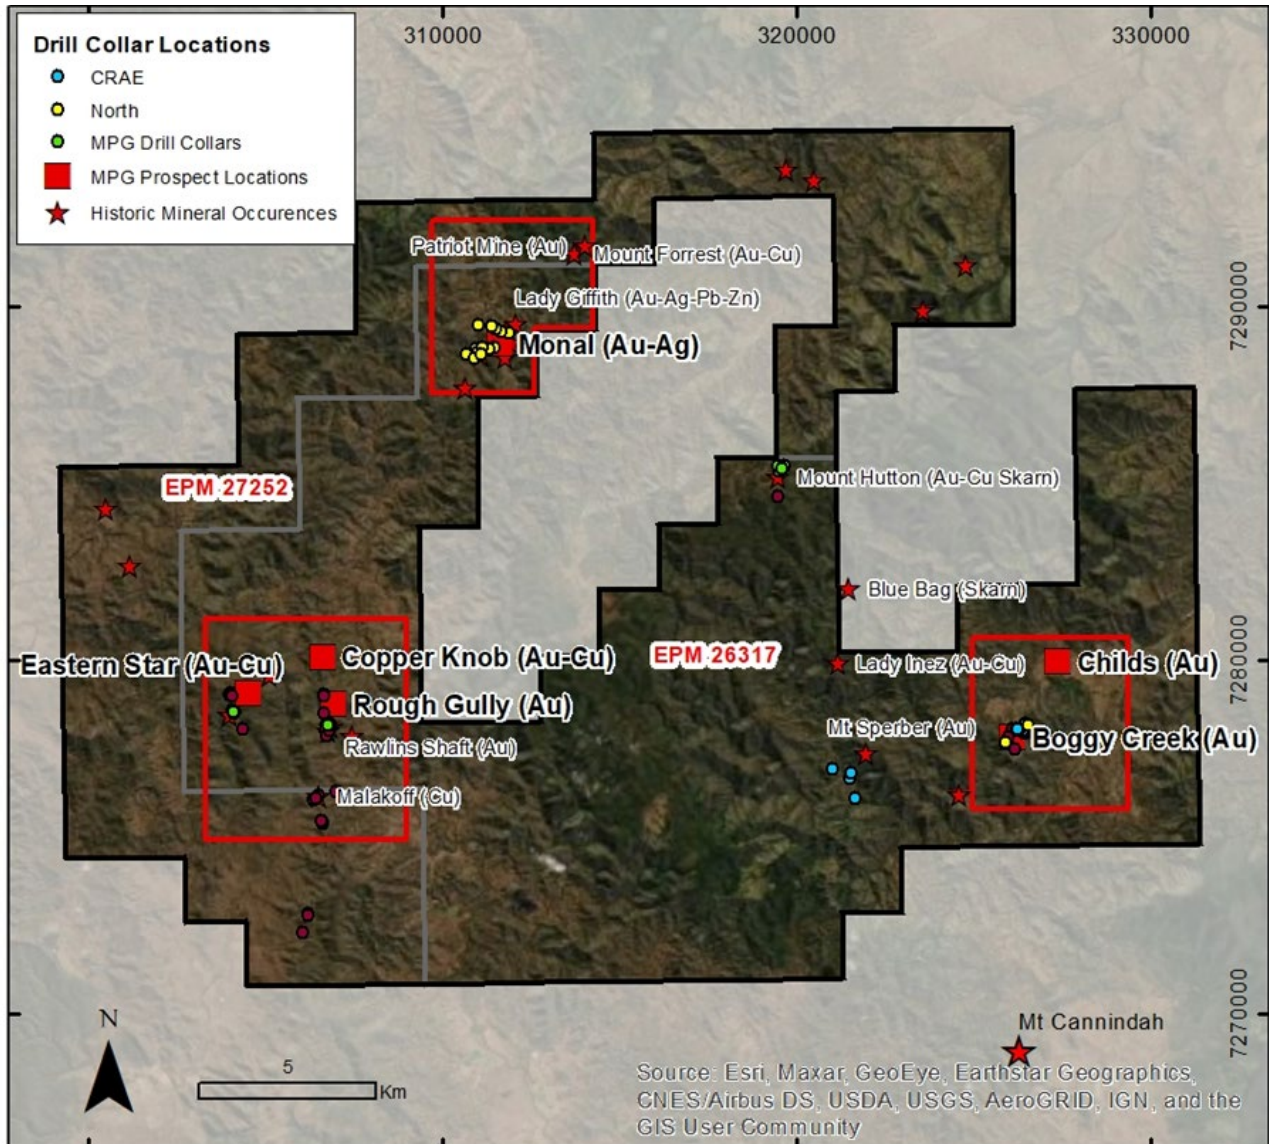 Drill Collar Locations
CRAE
North
MPG Drill Collars
MPG Prospect Locations
Historic Mineral Occurences
310000
320000
330000
Patriot Mine (Au)
Mount Forrest (Au-Cu)
Lady Giffith (Au-Ag-Pb-Zn)
7290000
Monal (Au-Ag)
EPM 27252
Mount Hutton (Au-Cu Skarn)
Blue Bag (Skarn)
Eastern Star (Au-Cu)
Copper Knob (Au-Cu)
EPM 26317
Lady Inez (Au-Cu)
Childs (Au)
7280000
Rough Gully (Au)
Rawlins Shaft (Au)
Mt Sperber (Au)
Boggy Creek (Au)
Malakoff (Cu)
7270000
N
5
Km
Mt Cannindah
Source: Esri, Maxar, GeoEye, Earthstar Geographics,
CNES/Airbus DS, USDA, USGS, AeroGRID, IGN, and the
GIS User Community